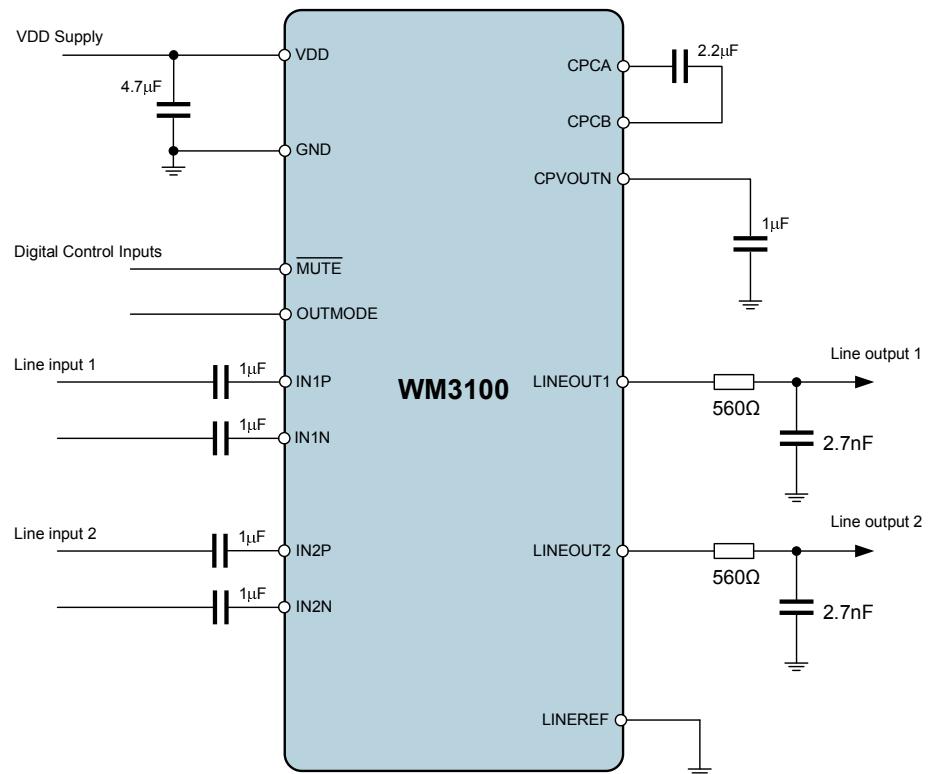 VDD Supply
4.7μF
VDD
GND
Digital Control Inputs
MUTE
OUTMODE
Line input 1
1μF
IN1P
1μF
IN1N
Line input 2
1μF
IN2P
1μF
IN2N
WM3100
CPCA
2.2μF
CPCB
CPVOUTN
1μF
LINEOUT1
560Ω
Line output 1
2.7nF
LINEOUT2
560Ω
Line output 2
2.7nF
LINEREF